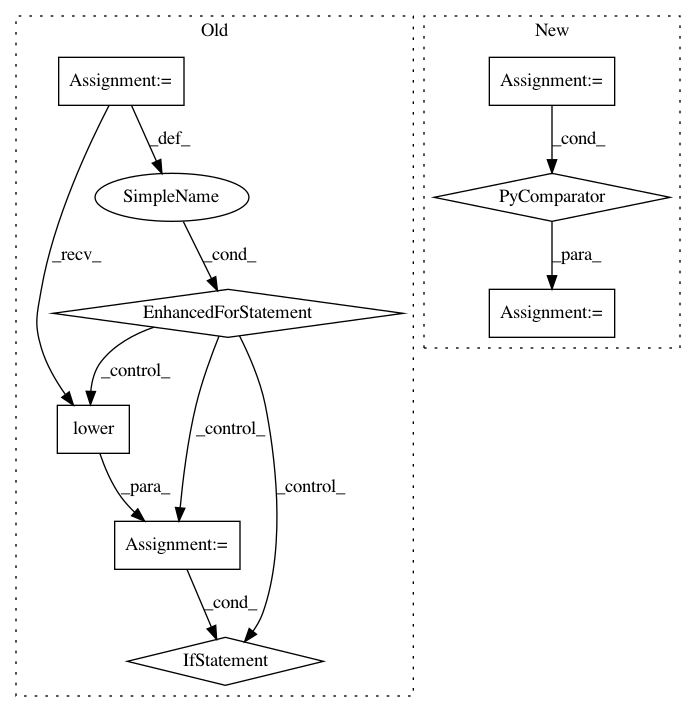 Old
New
Assignment:=
Assignment:=
_def_
_cond_
SimpleName
PyComparator
_recv_
_cond_
_para_
EnhancedForStatement
Assignment:=
_control_
lower
_control_
_control_
_para_
Assignment:=
_cond_
IfStatement